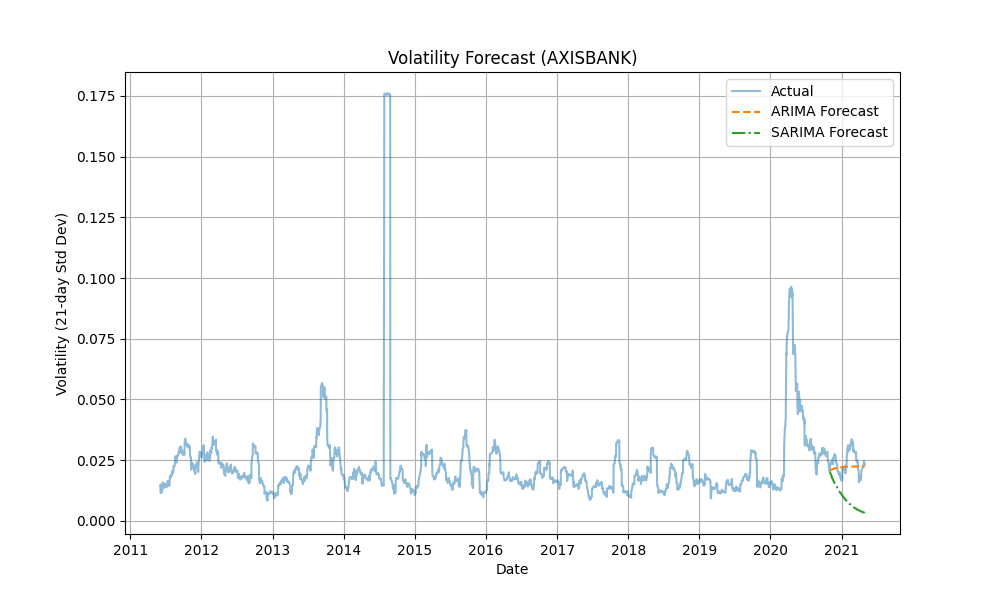 Volatility Forecast (AXISBANK)
Actual
ARIMA Forecast
SARIMA Forecast
Volatility (21-day Std Dev)
0.175
0.150
0.125
0.100
0.075
0.050
0.025
0.000
2011 2012 2013 2014 2015 2016 2017 2018 2019 2020 2021
Date